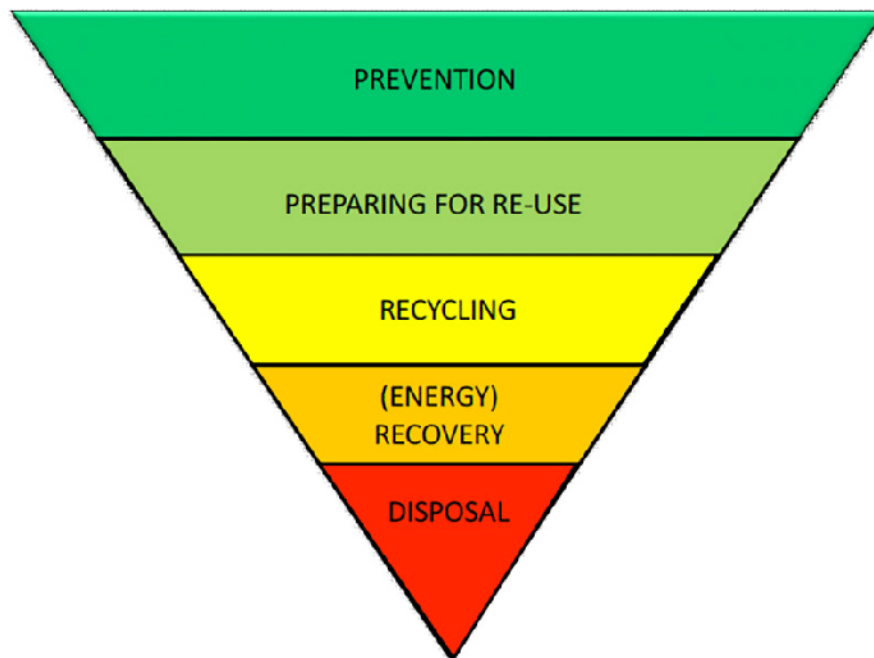 PREVENTION
PREPARING FOR RE-USE
RECYCLING
(ENERGY)
RECOVERY
DISPOSAL